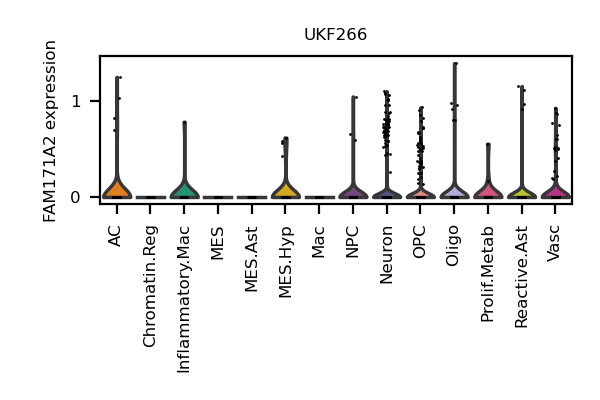 UKF266
FAM171A2 expression
1
0
AC
Chromatin.Reg
Inflammatory.Mac
MES
MES.Ast
MES.Hyp
Mac
NPC
Neuron
OPC
Oligo
Prolif.Metab
Reactive.Ast
Vasc